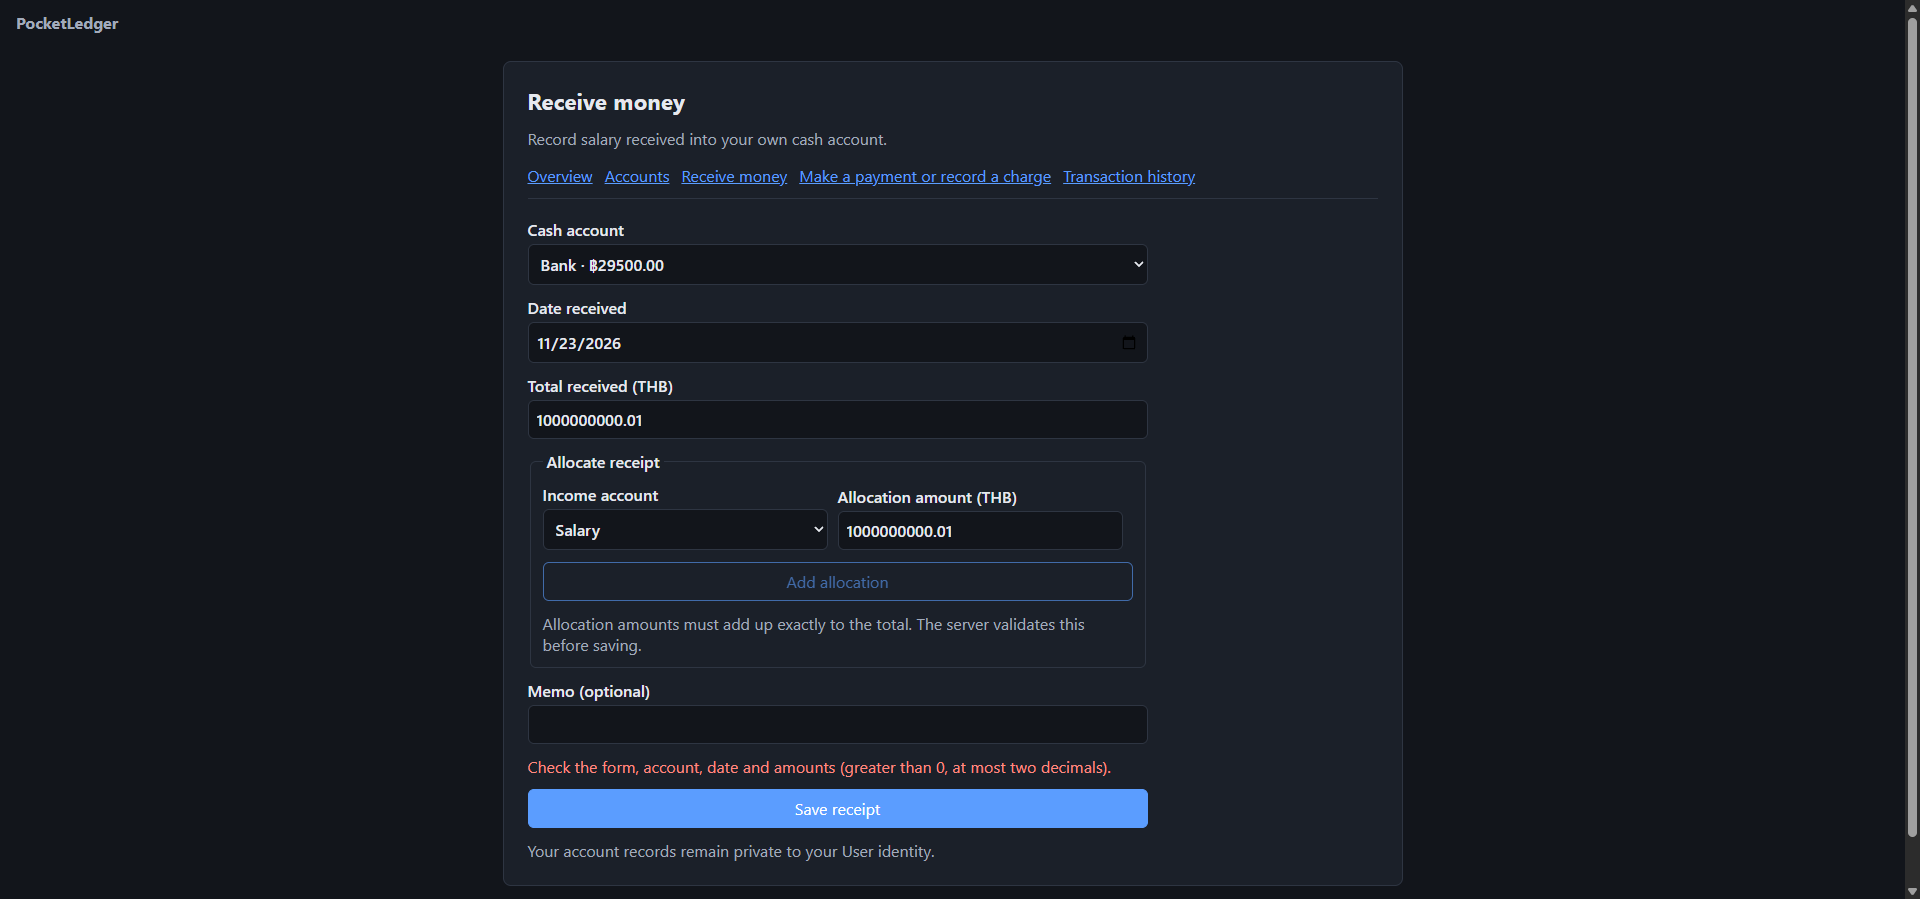 PocketLedger
Receive money
Record salary received into your own cash account.
Overview Accounts Receive money Make a payment or record a charge Transaction history
Cash account
Bank · ฿29500.00
Date received
11/23/2026
Total received (THB)
1000000000.01
Allocate receipt
Income account Allocation amount (THB)
Salary 1000000000.01
Add allocation
Allocation amounts must add up exactly to the total. The server validates this
before saving.
Memo (optional)
Check the form, account, date and amounts (greater than 0, at most two decimals).
Save receipt
Your account records remain private to your User identity.